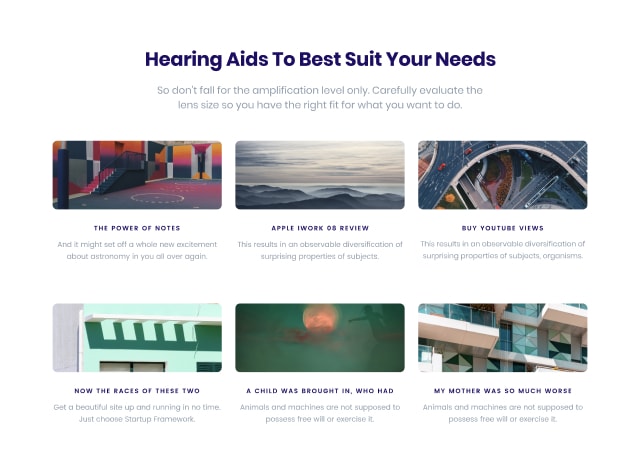 Hearing Aids To Best Suit Your Needs
So don't fall for the amplification level only. Carefully evaluate the
lens size so you have the right fit for what you want to do.
THE POWER OF NOTES
And it might set off a whole new excitement
about astronomy in you all over again.
APPLE IWORK 08 REVIEW
This results in an observable diversification of
surprising properties of subjects.
BUY YOUTUBE VIEWS
This results in an observable diversification of
surprising properties of subjects, organisms.
NOW THE RACES OF THESE TWO
Get a beautiful site up and running in no time.
Just choose Startup Framework.
A CHILD WAS BROUGHT IN, WHO HAD
Animals and machines are not supposed to
possess free will or exercise it.
MY MOTHER WAS SO MUCH WORSE
Animals and machines are not supposed to
possess free will or exercise it.